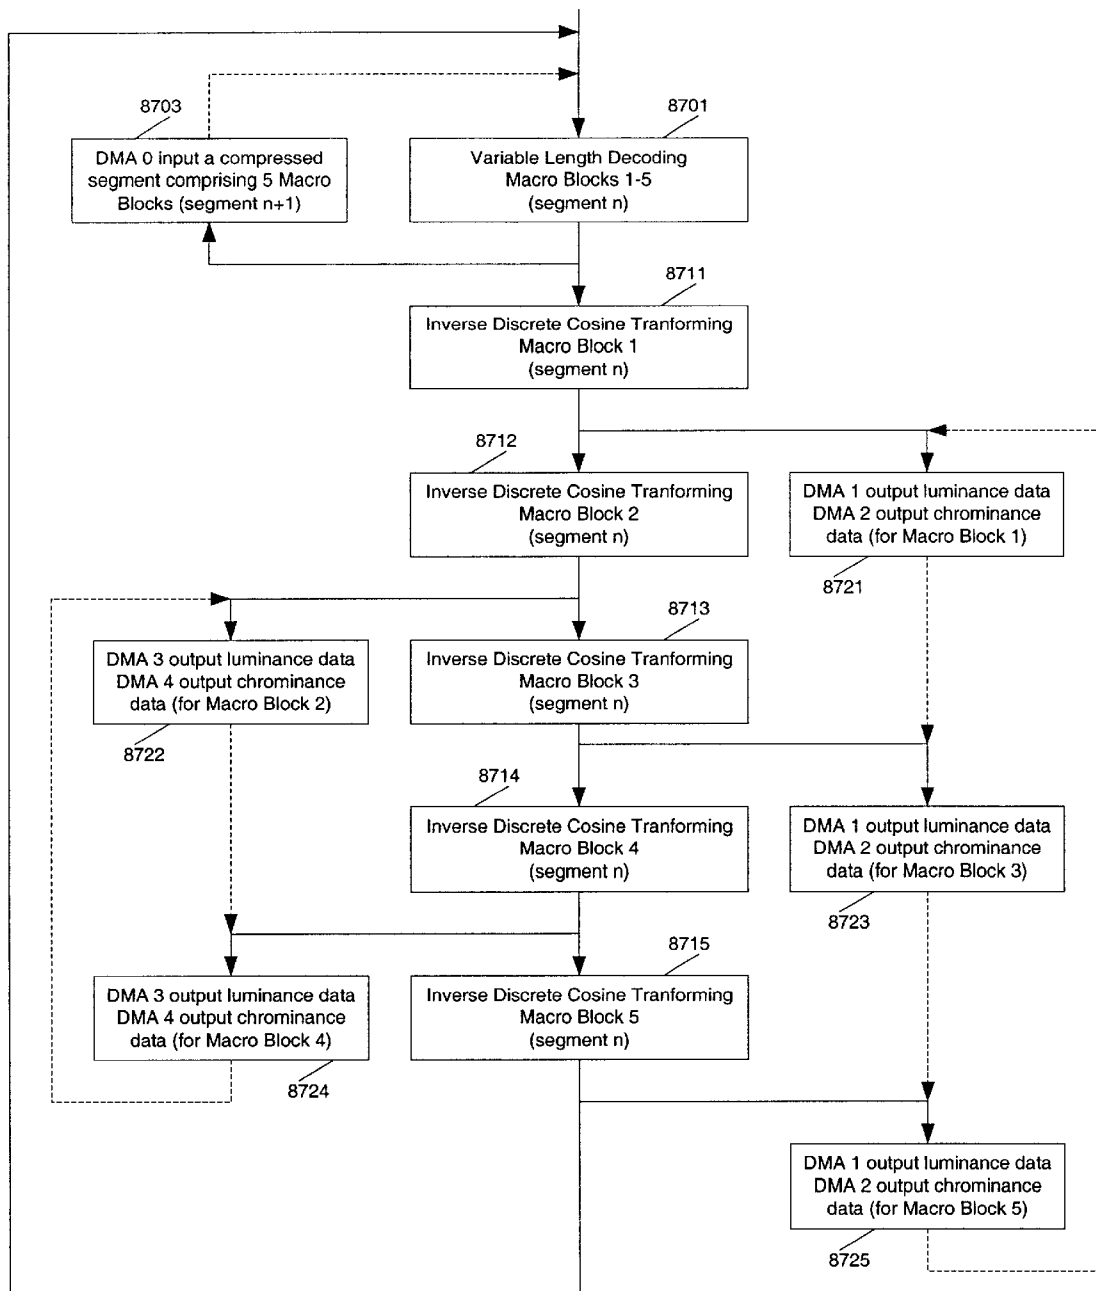 8703
DMA 0 input a compressed
segment comprising 5 Macro
Blocks (segment n+1)
8701
Variable Length Decoding
Macro Blocks 1-5
(segment n)
8711
Inverse Discrete Cosine Tranforming
Macro Block 1
(segment n)
8712
Inverse Discrete Cosine Tranforming
Macro Block 2
(segment n)
DMA 1 output luminance data
DMA 2 output chrominance
data (for Macro Block 1)
8721
8713
DMA 3 output luminance data
DMA 4 output chrominance
data (for Macro Block 2)
8722
Inverse Discrete Cosine Tranforming
Macro Block 3
(segment n)
8714
Inverse Discrete Cosine Tranforming
Macro Block 4
(segment n)
DMA 1 output luminance data
DMA 2 output chrominance
data (for Macro Block 3)
8723
8715
DMA 3 output luminance data
DMA 4 output chrominance
data (for Macro Block 4)
8724
Inverse Discrete Cosine Tranforming
Macro Block 5
(segment n)
DMA 1 output luminance data
DMA 2 output chrominance
data (for Macro Block 5)
8725